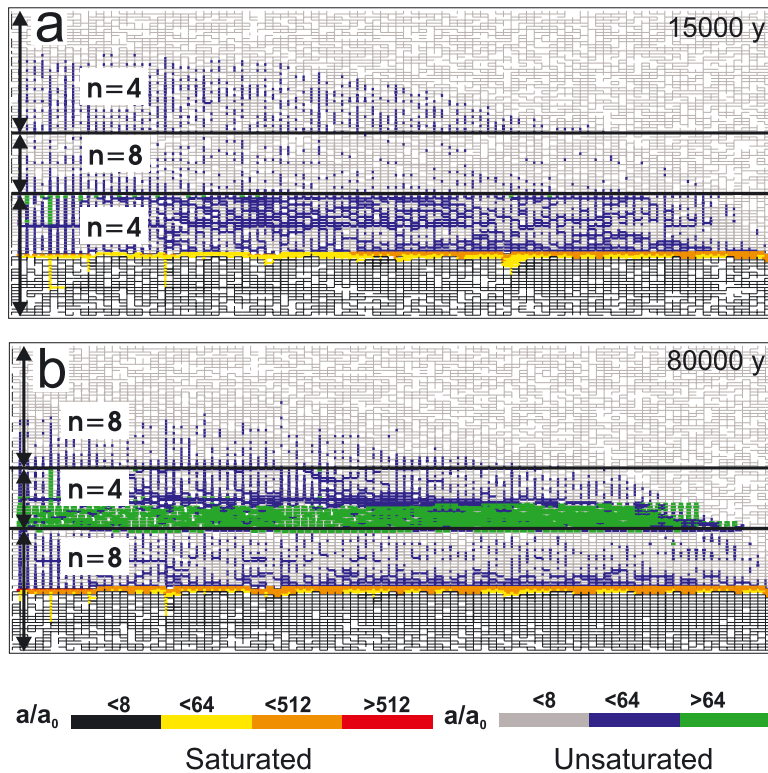 a
15000 y
n=4
n=8
n=4
b
80000 y
n=8
n=4
n=8
a/a₀ <8 <64 <512 >512 a/a₀ <8 <64 >64
Saturated Unsaturated